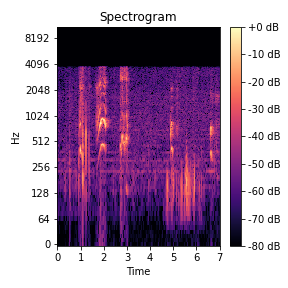 Spectrogram
8192
4096
2048
1024
512
256
128
64
0
Hz
0 1 2 3 4 5 6 7
Time
+0 dB
-10 dB
-20 dB
-30 dB
-40 dB
-50 dB
-60 dB
-70 dB
-80 dB